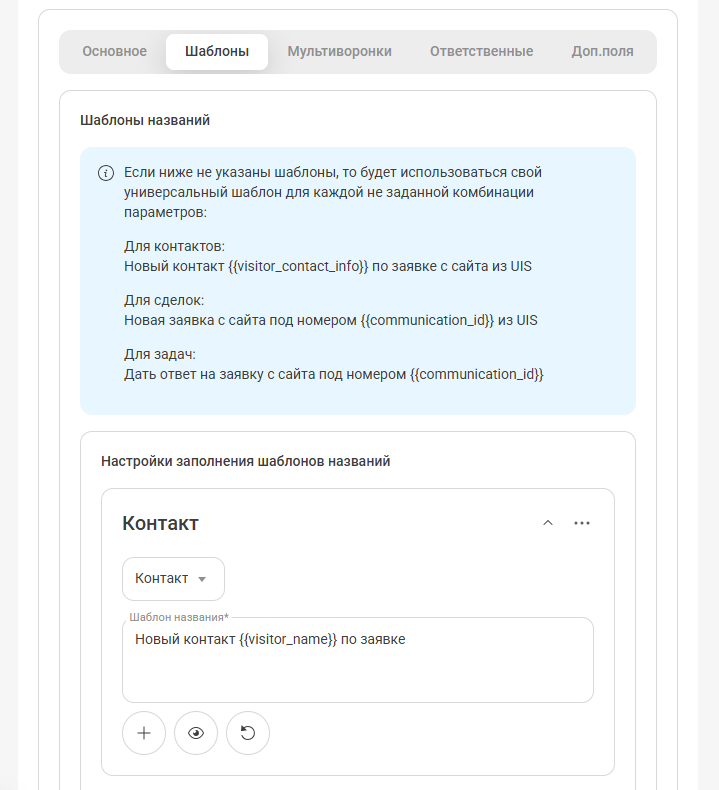 Основное Шаблоны Мультиворонки Ответственные Доп.поля
Шаблоны названий
Если ниже не указаны шаблоны, то будет использоваться свой
универсальный шаблон для каждой не заданной комбинации
параметров:
Для контактов:
Новый контакт {{visitor_contact_info}} по заявке с сайта из UIS
Для сделок:
Новая заявка с сайта под номером {{communication_id}} из UIS
Для задач:
Дать ответ на заявку с сайта под номером {{communication_id}}
Настройки заполнения шаблонов названий
Контакт
Контакт
Шаблон названия*
Новый контакт {{visitor_name}} по заявке